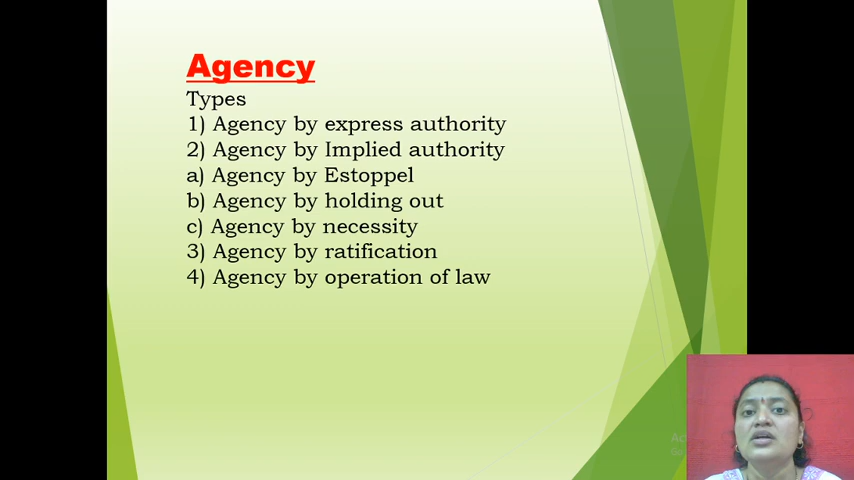 Agency
Types
1) Agency by express authority
2) Agency by Implied authority
a) Agency by Estoppel
b) Agency by holding out
c) Agency by necessity
3) Agency by ratification
4) Agency by operation of law